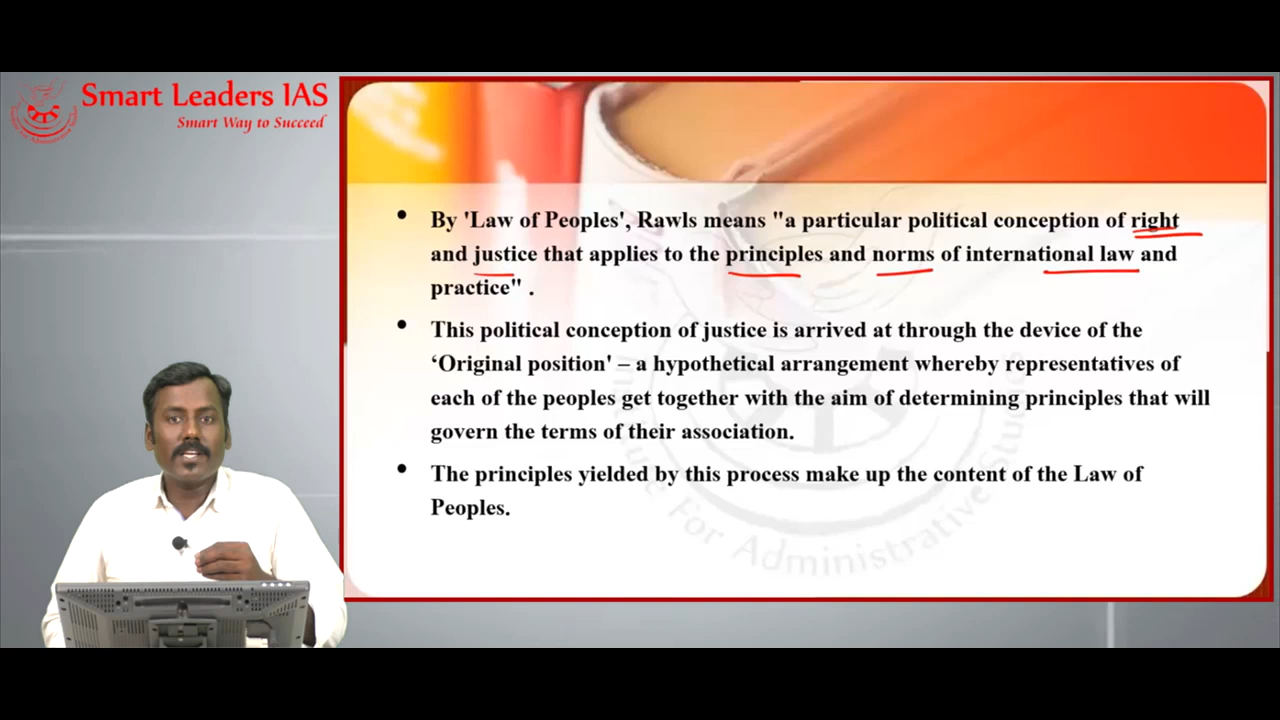 Smart Leaders IAS
Smart Way to Succeed
• By 'Law of Peoples', Rawls means "a particular political conception of right
and justice that applies to the principles and norms of international law and
practice" .
• This political conception of justice is arrived at through the device of the
‘Original position' – a hypothetical arrangement whereby representatives of
each of the peoples get together with the aim of determining principles that will
govern the terms of their association.
• The principles yielded by this process make up the content of the Law of
Peoples.
For Administrative Studies